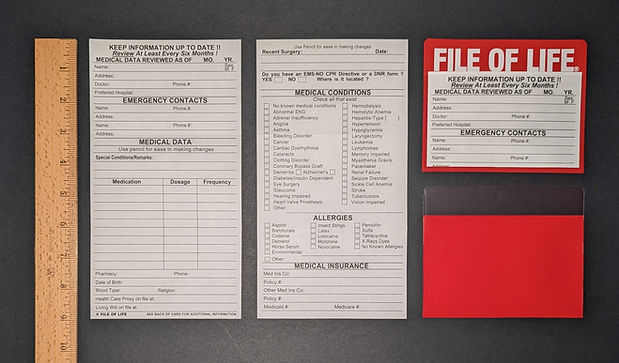 KEEP INFORMATION UP TO DATE !!
Review At Least Every Six Months !
MEDICAL DATA REVIEWED AS OF MO. YR.
Name:
Address:
Doctor: Phone #:
Preferred Hospital:
EMERGENCY CONTACTS
Name: Phone #:
Address:
Name: Phone #:
Address:
MEDICAL DATA
Use pencil for ease in making changes.
Special Conditions/Remarks:
Medication Dosage Frequency
Pharmacy: Phone:
Date of Birth:
Blood Type: Religion:
Health Care Proxy on file at:
Living Will on file at:
© FILE OF LIFE SEE BACK OF CARD FOR ADDITIONAL INFORMATION
Use Pencil for ease in making changes
Recent Surgery: Date:
Do you have an EMS-NO CPR Directive or a DNR form ?
YES NO Where is it located ?
MEDICAL CONDITIONS
Check all that exist
No known medical conditions
Abnormal EKG
Adrenal Insufficiency
Angina
Asthma
Bleeding Disorder
Cancer
Cardiac Dysrhythmia
Cataracts
Clotting Disorder
Coronary Bypass Graft
Dementia Alzheimer's
Diabetes/Insulin Dependent
Eye Surgery
Glaucoma
Hearing Impaired
Heart Valve Prosthesis
Other:
Hemodialysis
Hemolytic Anemia
Hepatitis-Type [ ]
Hypertension
Hypoglycemia
Laryngectomy
Leukemia
Lymphomas
Memory Impaired
Myasthenia Gravis
Pacemaker
Renal Failure
Seizure Disorder
Sickle Cell Anemia
Stroke
Tuberculosis
Vision Impaired
ALLERGIES
Aspirin
Barbiturate
Codeine
Demerol
Horse Serum
Environmental:
Other:
Insect Stings
Latex
Lidocaine
Morphine
Novocaine
Penicillin
Sulfa
Tetracycline
X-Rays Dyes
No Known Allergies
MEDICAL INSURANCE
Med Ins Co:
Policy #:
Other Med Ins Co:
Policy #:
Medicaid #: Medicare #:
FILE OF LIFE®
KEEP INFORMATION UP TO DATE !!
Review At Least Every Six Months !
MEDICAL DATA REVIEWED AS OF MO. YR.
Name:
Address:
Doctor: Phone #:
Preferred Hospital:
EMERGENCY CONTACTS
Name: Phone #:
Address:
Name: Phone #: